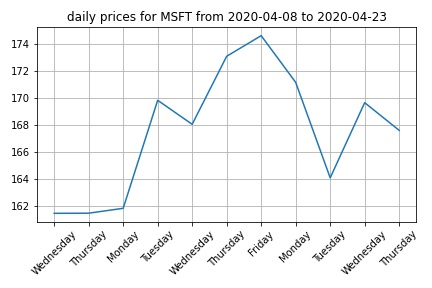 daily prices for MSFT from 2020-04-08 to 2020-04-23
174
172
170
168
166
164
162
Wednesday
Thursday
Monday
Tuesday
Wednesday
Thursday
Friday
Monday
Tuesday
Wednesday
Thursday